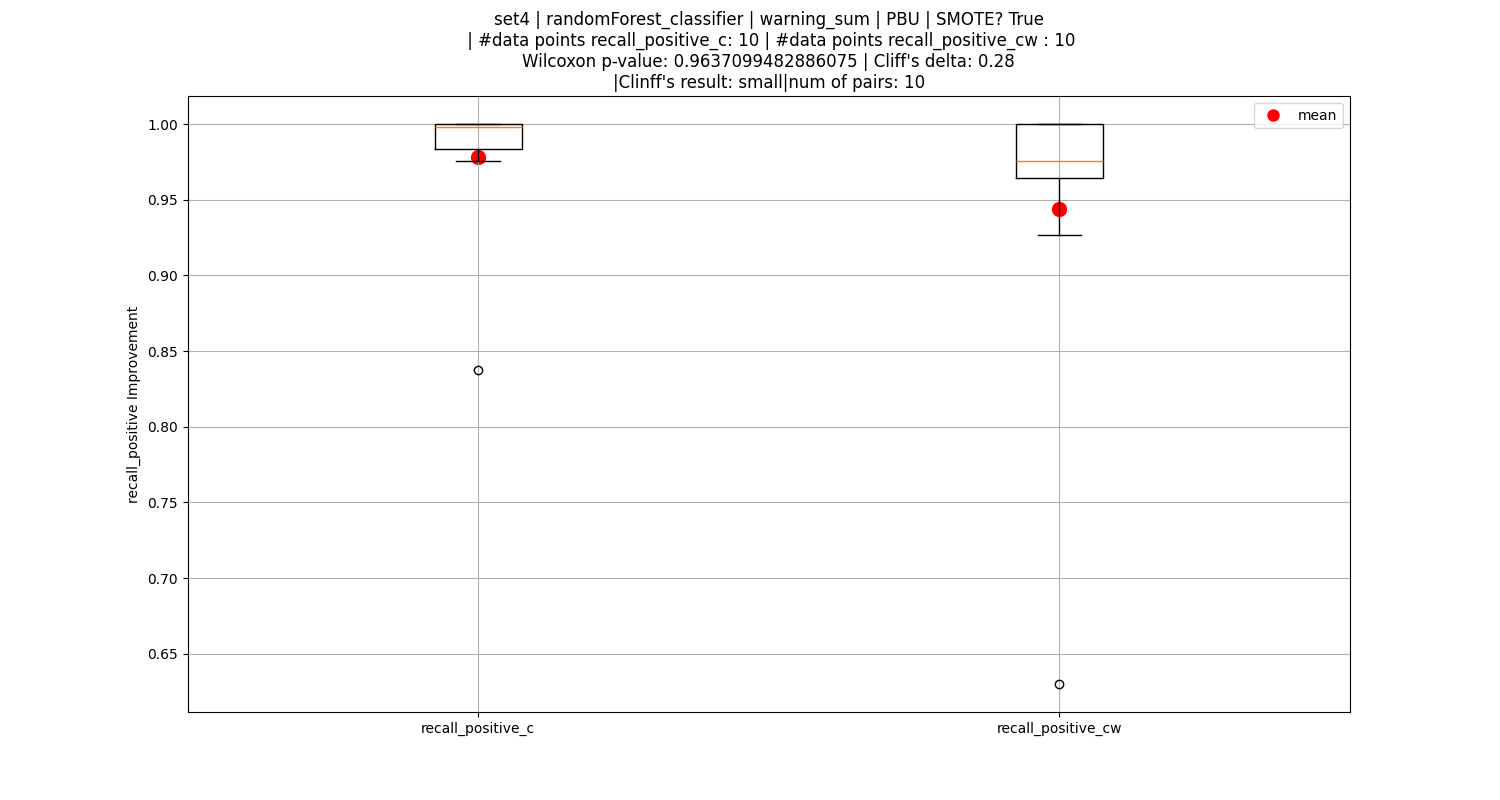 set4 | randomForest_classifier | warning_sum | PBU | SMOTE? True
| #data points recall_positive_c: 10 | #data points recall_positive_cw : 10
Wilcoxon p-value: 0.9637099482886075 | Cliff's delta: 0.28
|Clinff's result: small|num of pairs: 10
mean
1.00
0.95
0.90
0.85
0.80
0.75
0.70
0.65
recall_positive Improvement
recall_positive_c
recall_positive_cw